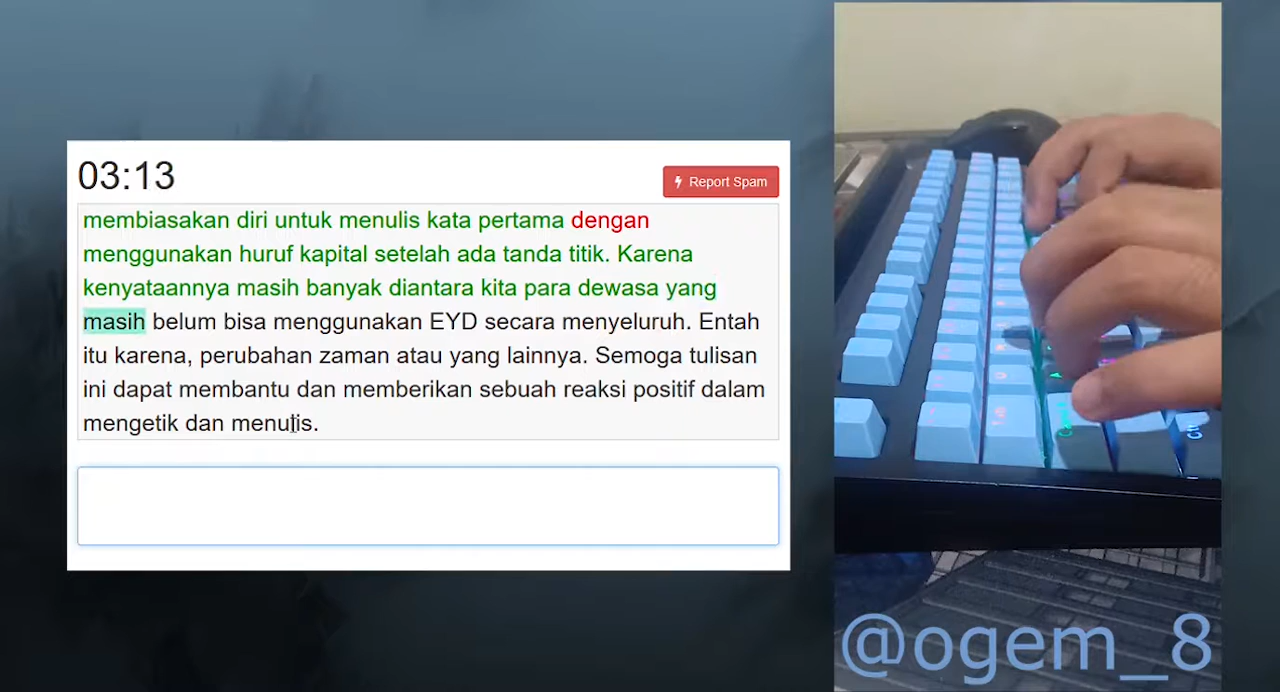 03:13
Report Spam
membiasakan diri untuk menulis kata pertama dengan
menggunakan huruf kapital setelah ada tanda titik. Karena
kenyataannya masih banyak diantara kita para dewasa yang
masih belum bisa menggunakan EYD secara menyeluruh. Entah
itu karena, perubahan zaman atau yang lainnya. Semoga tulisan
ini dapat membantu dan memberikan sebuah reaksi positif dalam
mengetik dan menulis.
@ogem_8